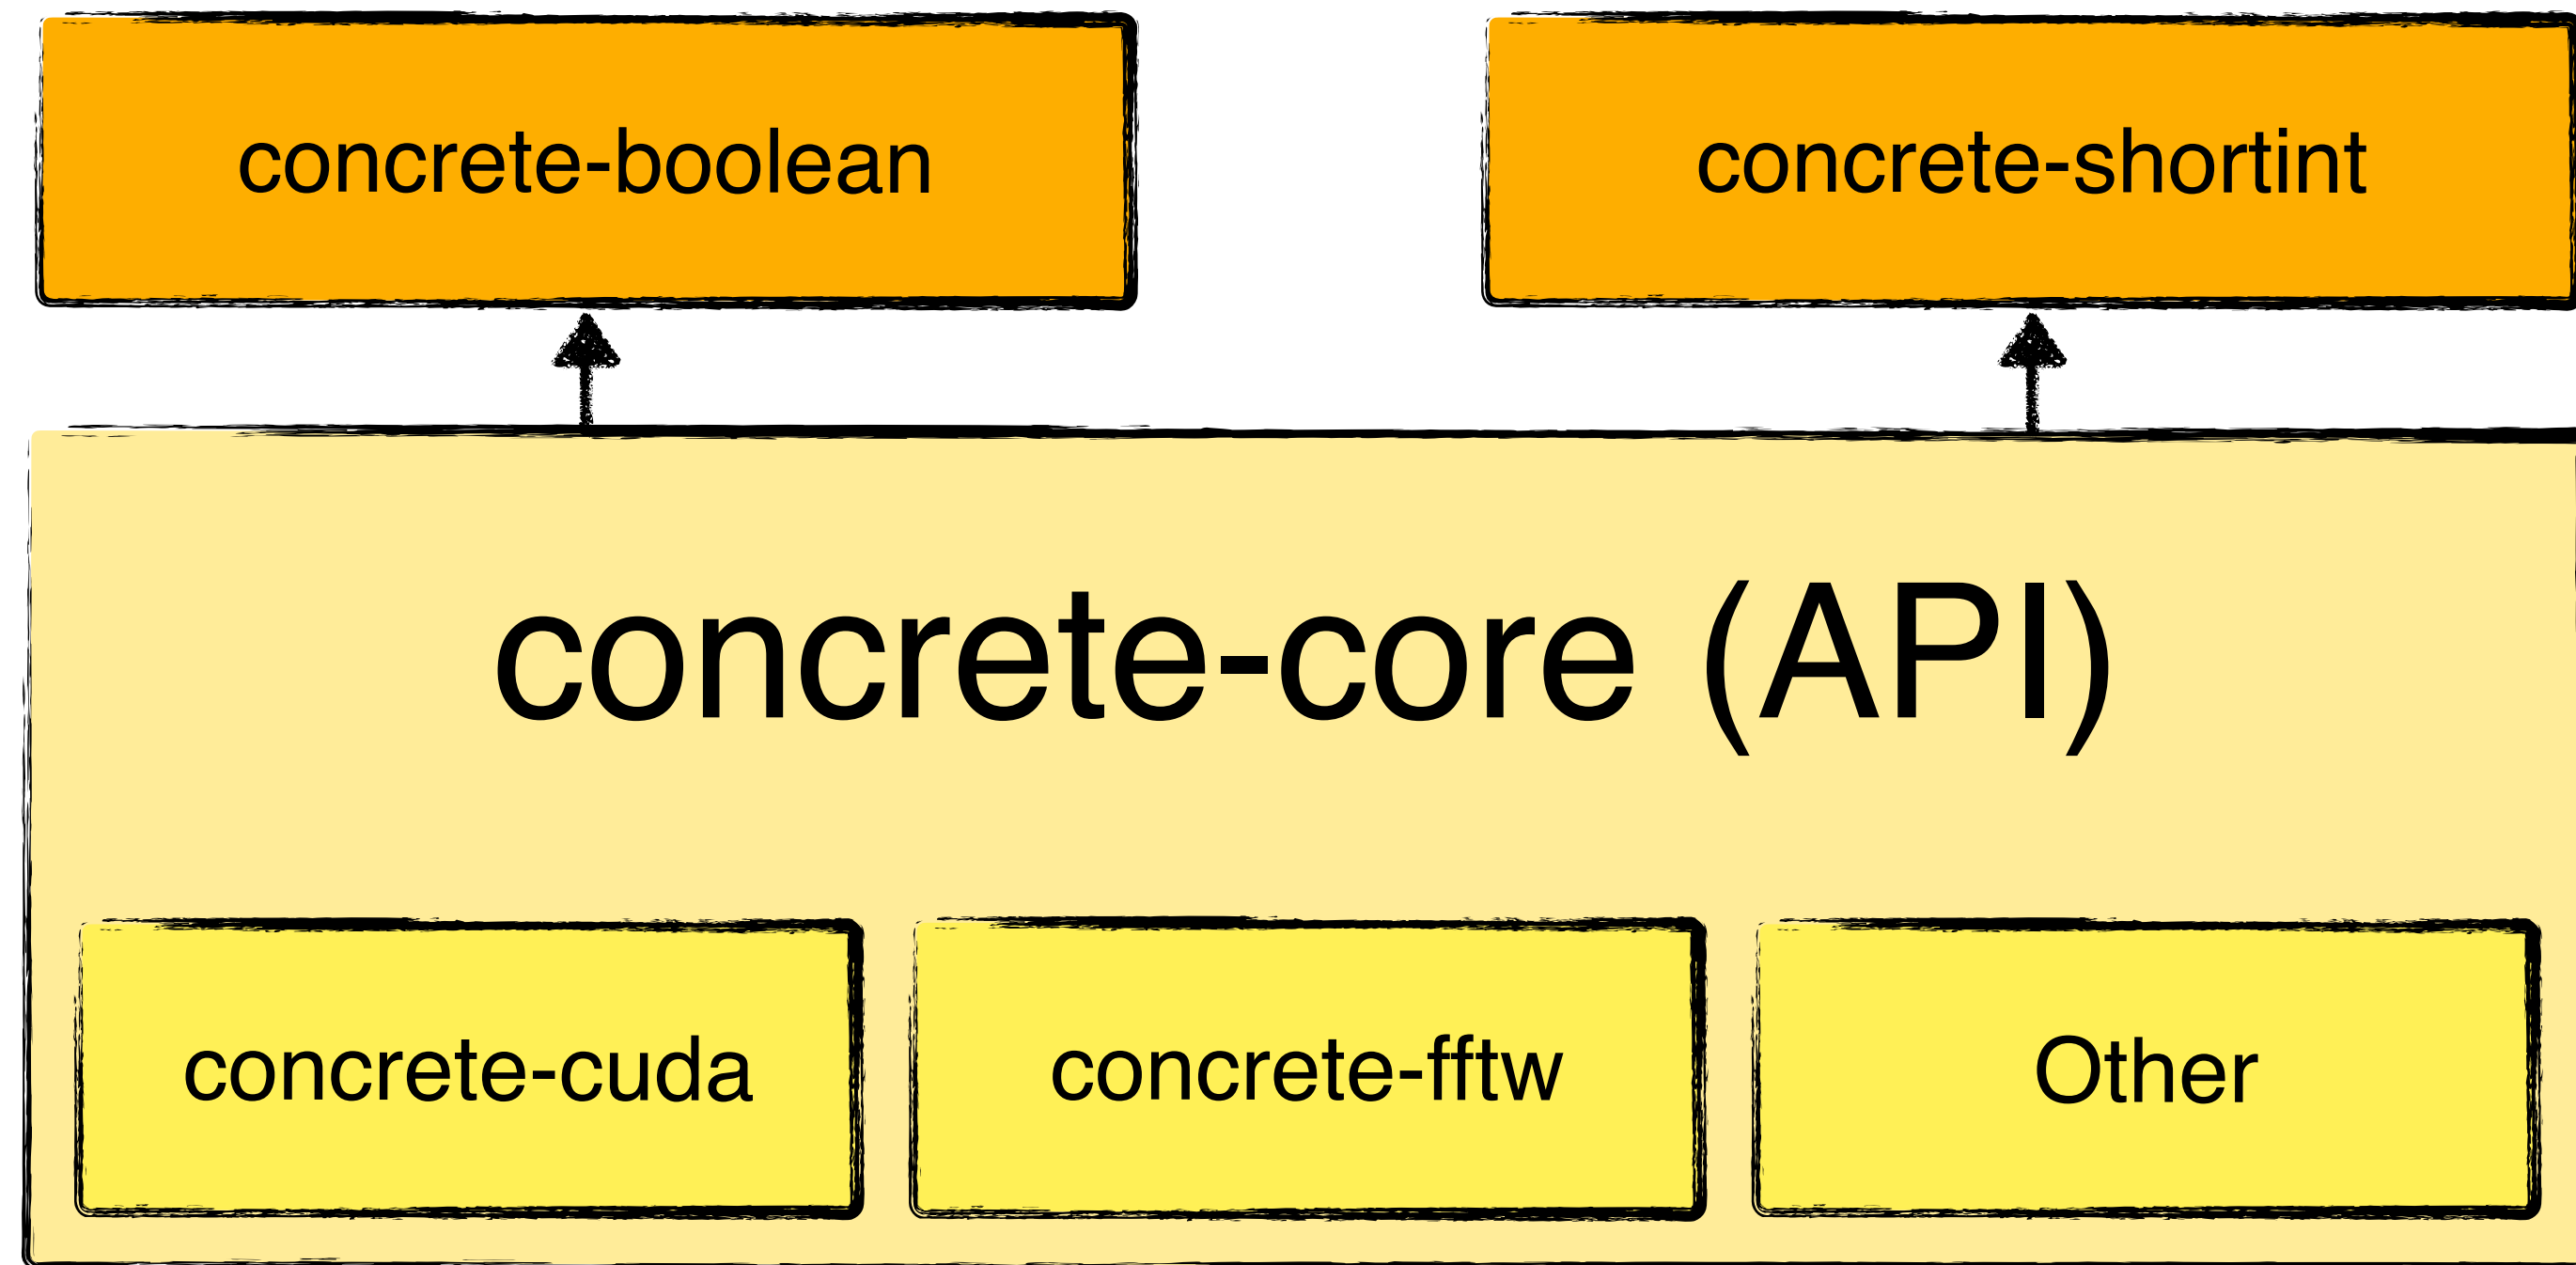 concrete-boolean
concrete-shortint
concrete-core (API)
concrete-cuda
concrete-fftw
Other